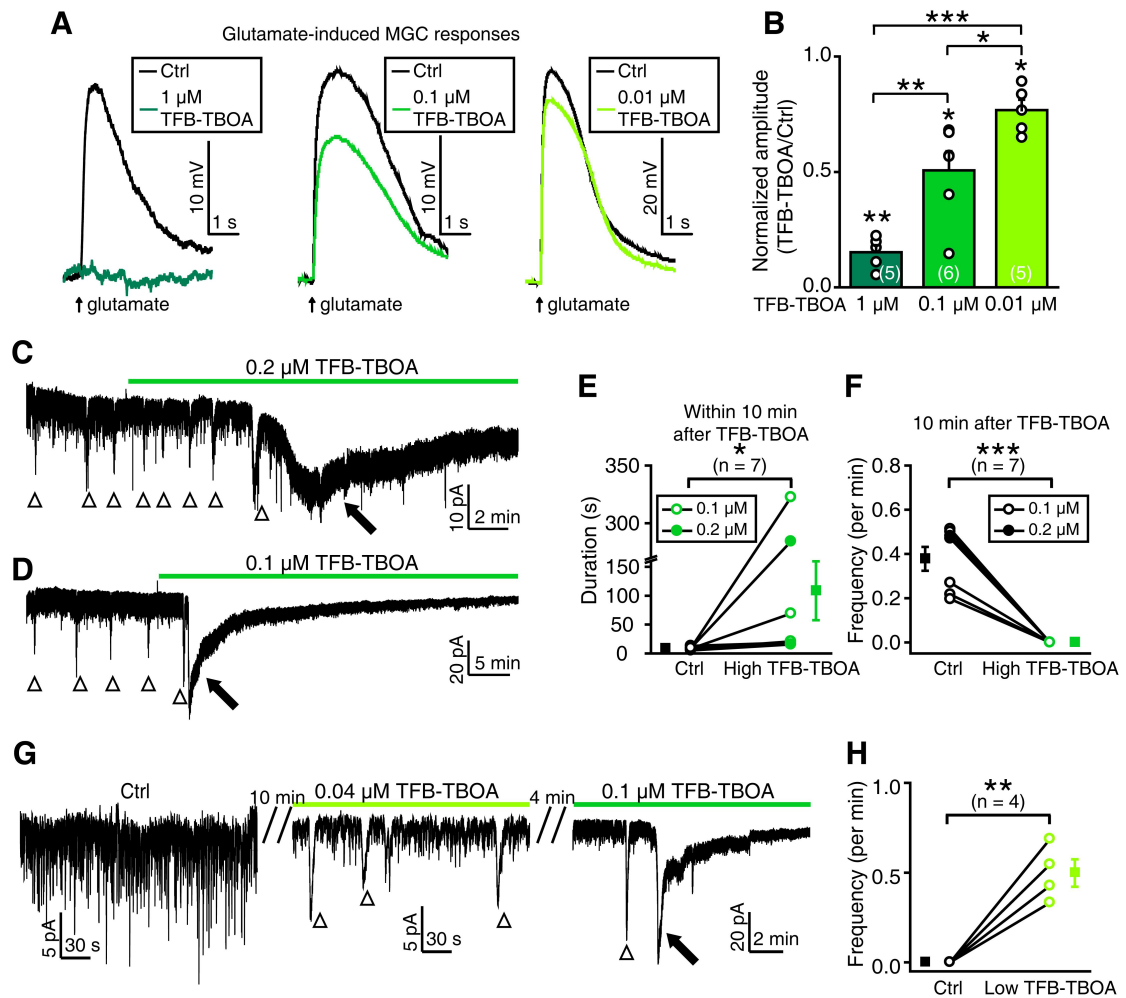 A
Glutamate-induced MGC responses
Ctrl
1 µM
TFB-TBOA
10 mV
1 s
glutamate
Ctrl
0.1 µM
TFB-TBOA
10 mV
1 s
glutamate
Ctrl
0.01 µM
TFB-TBOA
20 mV
1 s
glutamate
B
Normalized amplitude
(TFB-TBOA/Ctrl)
1.0
0.5
0.0
***
*
**
*
*
**
(5)
(6)
(5)
TFB-TBOA 1 µM 0.1 µM 0.01 µM
C
0.2 µM TFB-TBOA
10 pA
2 min
D
0.1 µM TFB-TBOA
20 pA
5 min
E
Within 10 min
after TFB-TBOA
*
(n = 7)
0.1 µM
0.2 µM
Duration (s)
350
300
150
100
50
0
Ctrl High TFB-TBOA
F
10 min after TFB-TBOA
***
(n = 7)
0.1 µM
0.2 µM
Frequency (per min)
0.8
0.6
0.4
0.2
0.0
Ctrl High TFB-TBOA
G
Ctrl
10 min
0.04 µM TFB-TBOA
4 min
0.1 µM TFB-TBOA
5 pA
30 s
5 pA
30 s
20 pA
2 min
H
**
(n = 4)
Frequency (per min)
1.0
0.5
0.0
Ctrl Low TFB-TBOA